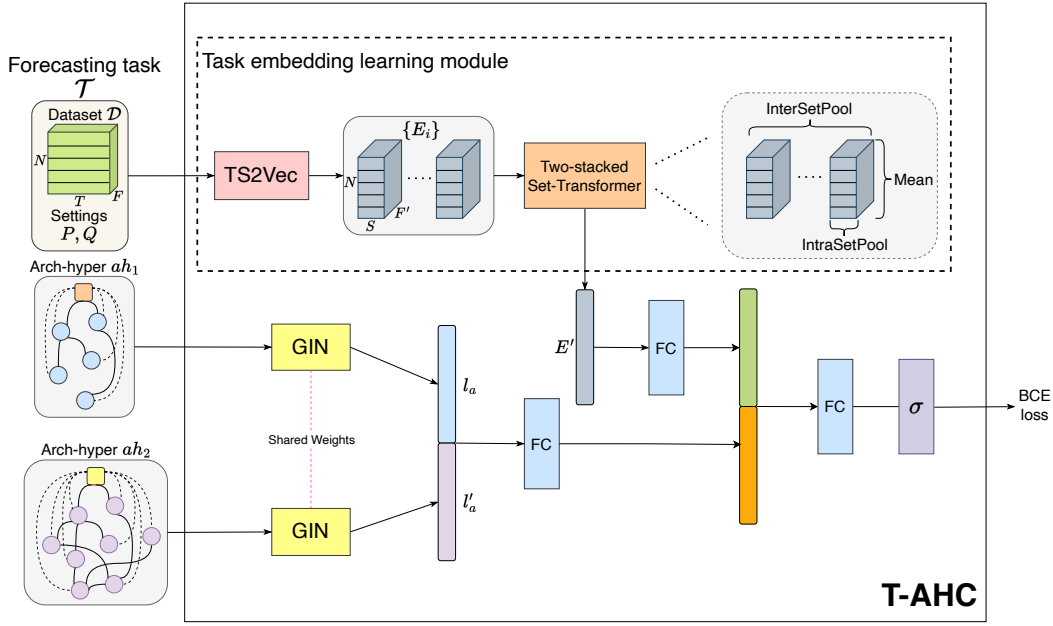 Forecasting task
𝒯
Dataset 𝒟
N
T
F
Settings
P, Q
Task embedding learning module
TS2Vec
{E_i}
N
S
F′
Two-stacked
Set-Transformer
InterSetPool
Mean
IntraSetPool
Arch-hyper ah_1
GIN
Shared Weights
Arch-hyper ah_2
GIN
l_a
l′_a
FC
E′
FC
FC
σ
BCE
loss
T-AHC